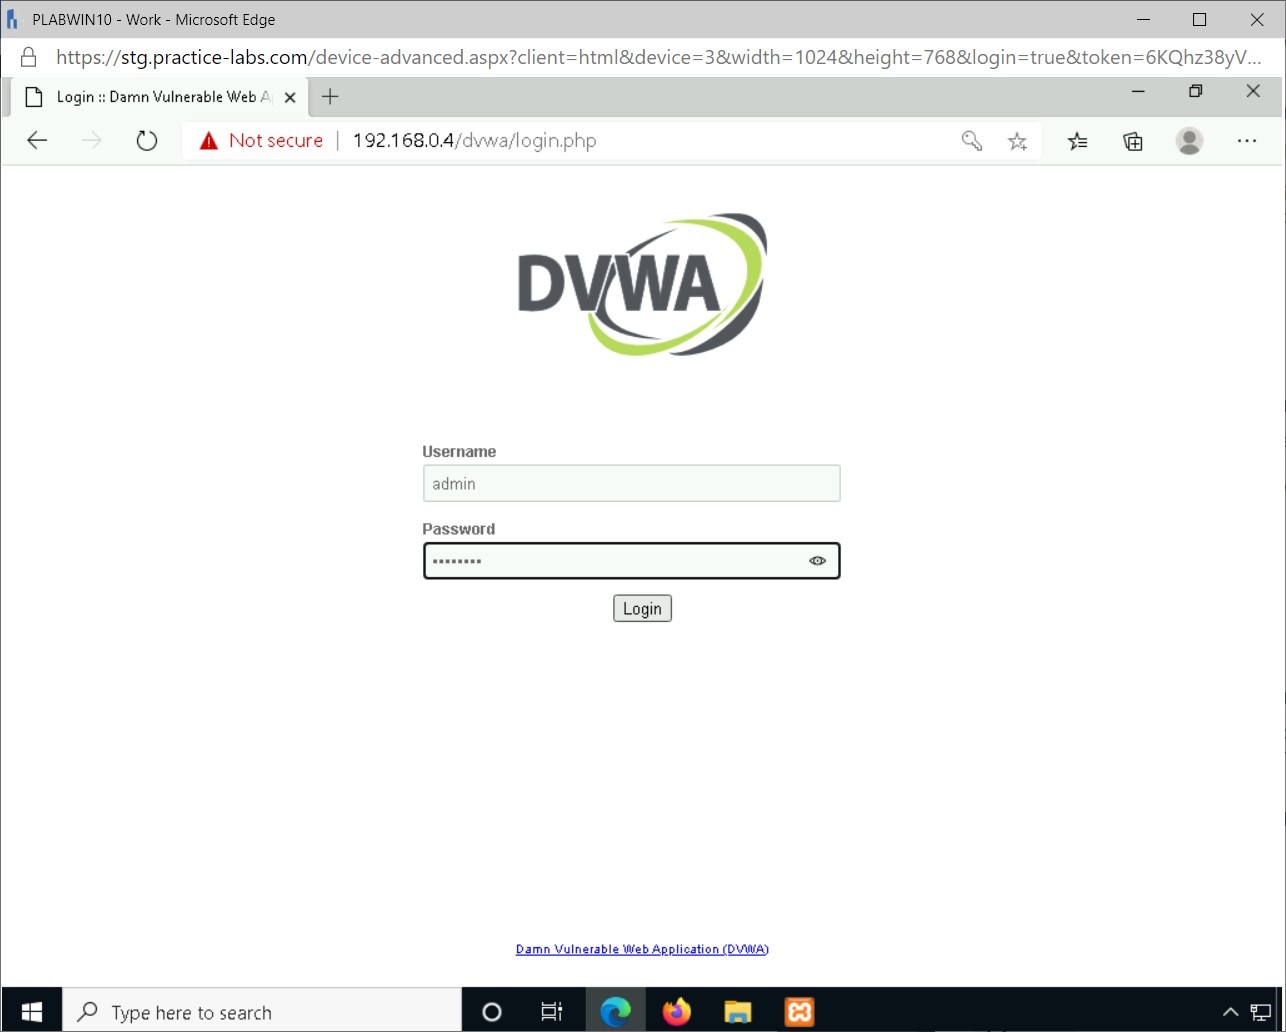 PLABWIN10 - Work - Microsoft Edge
https://stg.practice-labs.com/device-advanced.aspx?client=html&device=3&width=1024&height=768&login=true&token=6KQhz38yV...
Login :: Damn Vulnerable Web A
Not secure | 192.168.0.4/dvwa/login.php
DVWA
Username
admin
Password
••••••••
Login
Damn Vulnerable Web Application (DVWA)
Type here to search